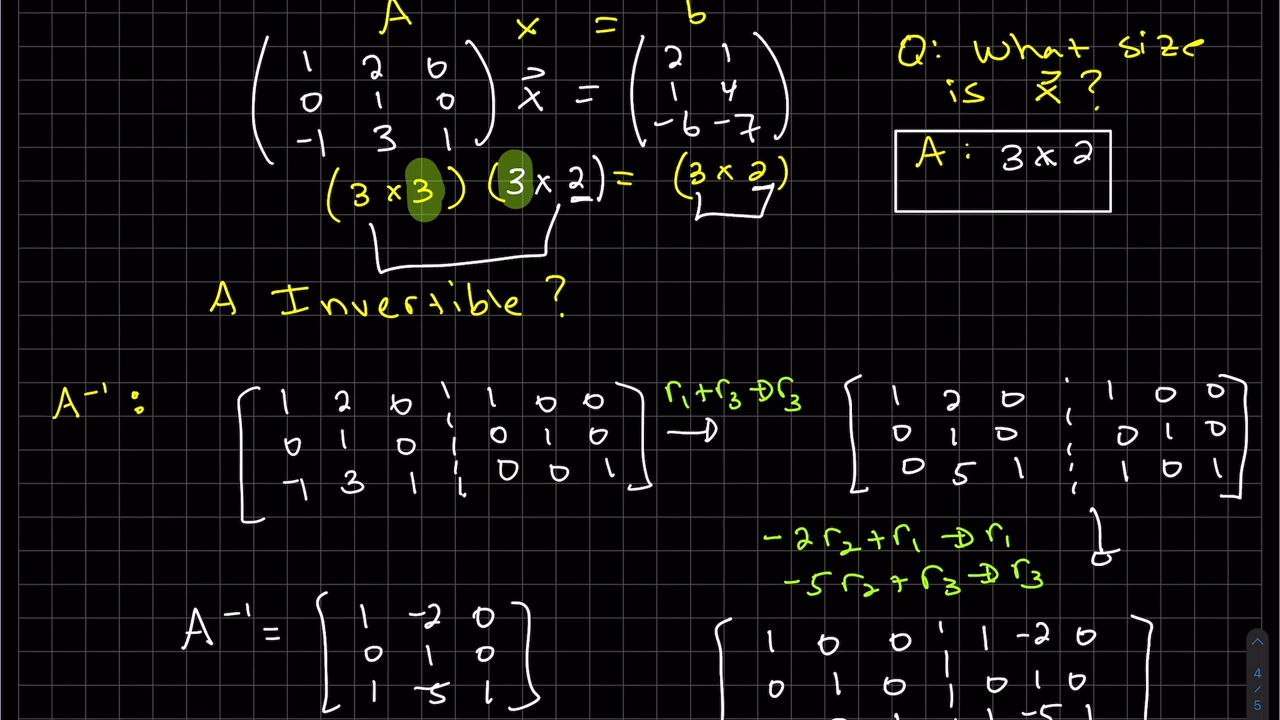 A x = b
1 2 0 2 1
0 1 0 x⃗ = 1 4
-1 3 1 -6 -7
(3 × 3) (3 × 2) = (3 × 2)
Q: What size
is x⃗ ?
A: 3 × 2
A Invertible ?
A⁻¹ :
1 2 0 ¦ 1 0 0
0 1 0 ¦ 0 1 0
-1 3 1 ¦ 0 0 1
r₁+r₃→r₃
1 2 0 ¦ 1 0 0
0 1 0 ¦ 0 1 0
0 5 1 ¦ 1 0 1
-2r₂+r₁→r₁
-5r₂+r₃→r₃
A⁻¹ =
1 -2 0
0 1 0
1 -5 1
1 0 0 ¦ 1 -2 0
0 1 0 ¦ 0 1 0
1 -5 1
4
/
5